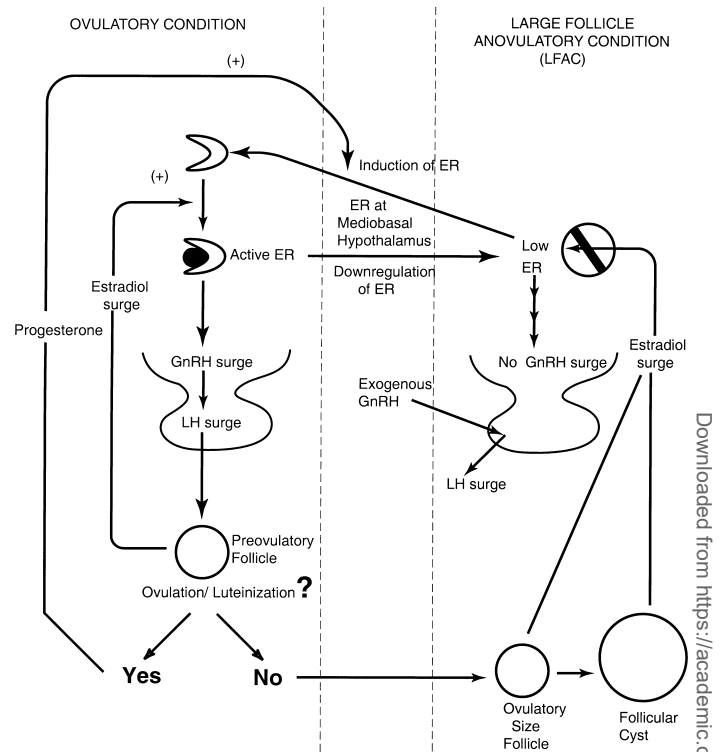 OVULATORY CONDITION
LARGE FOLLICLE
ANOVULATORY CONDITION
(LFAC)
(+)
Induction of ER
(+)
ER at
Mediobasal
Hypothalamus
Active ER
Low
ER
Downregulation
of ER
Estradiol
surge
Progesterone
Estradiol
surge
GnRH surge
No GnRH surge
Exogenous
GnRH
LH surge
LH surge
Preovulatory
Follicle
Ovulation/ Luteinization ?
Yes
No
Ovulatory
Size
Follicle
Follicular
Cyst
Downloaded from https://academic.